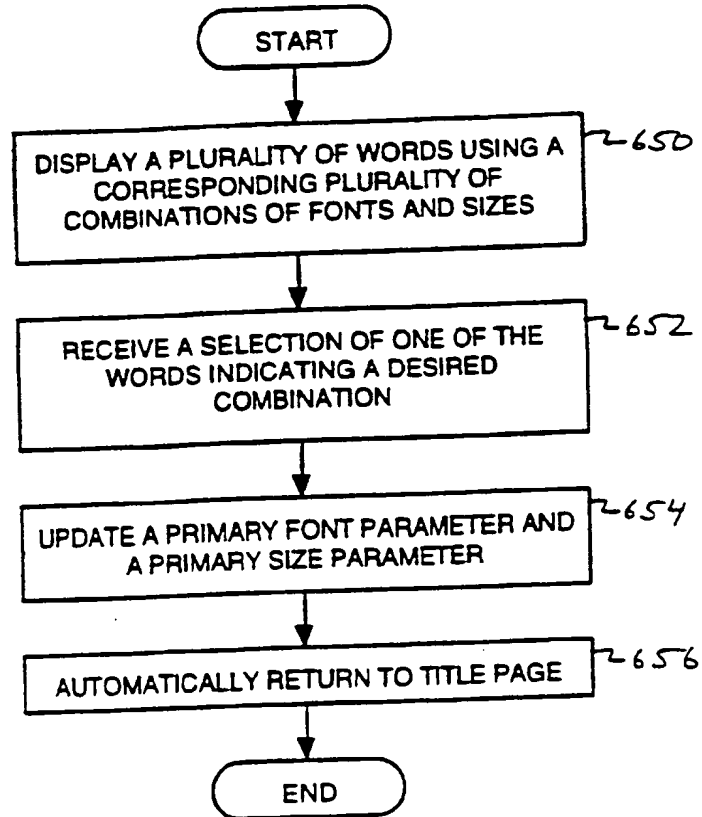 START
DISPLAY A PLURALITY OF WORDS USING A
650
CORRESPONDING PLURALITY OF
COMBINATIONS OF FONTS AND SIZES
RECEIVE A SELECTION OF ONE OF THE
652
WORDS INDICATING A DESIRED
COMBINATION
UPDATE A PRIMARY FONT PARAMETER AND
654
A PRIMARY SIZE PARAMETER
AUTOMATICALLY RETURN TO TITLE PAGE
656
END